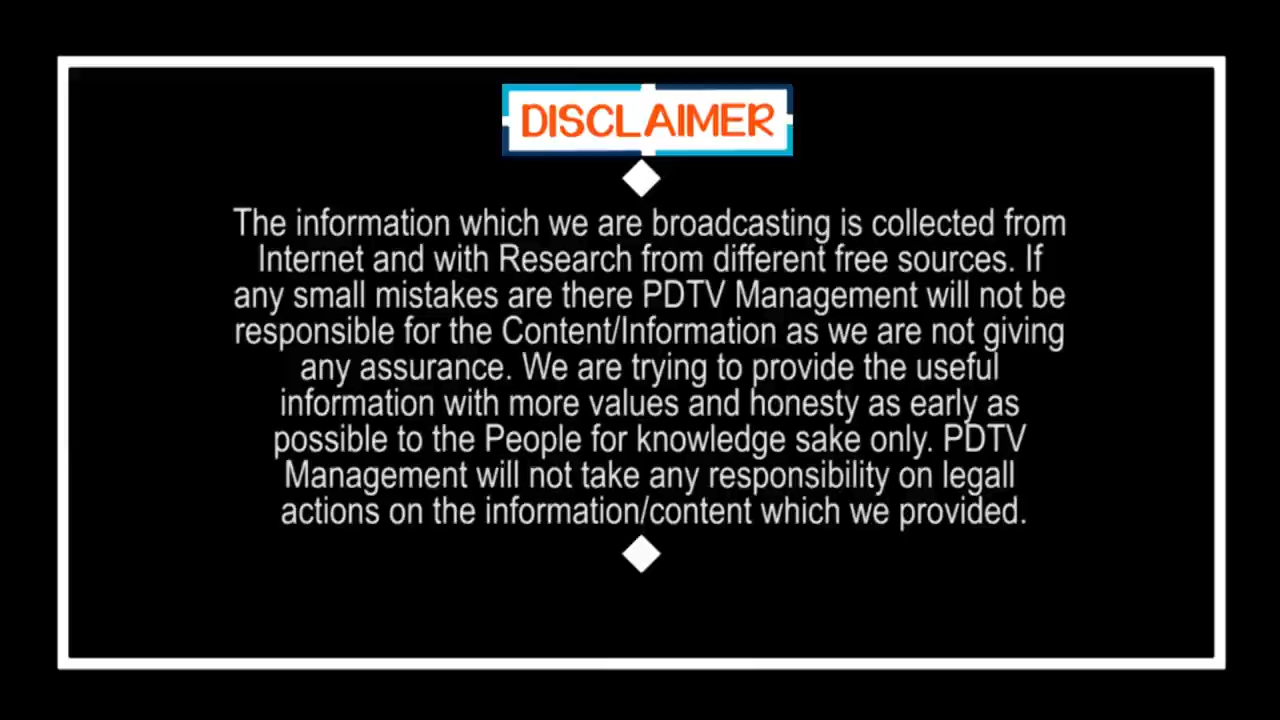 DISCLAIMER
The information which we are broadcasting is collected from
Internet and with Research from different free sources. If
any small mistakes are there PDTV Management will not be
responsible for the Content/Information as we are not giving
any assurance. We are trying to provide the useful
information with more values and honesty as early as
possible to the People for knowledge sake only. PDTV
Management will not take any responsibility on legall
actions on the information/content which we provided.